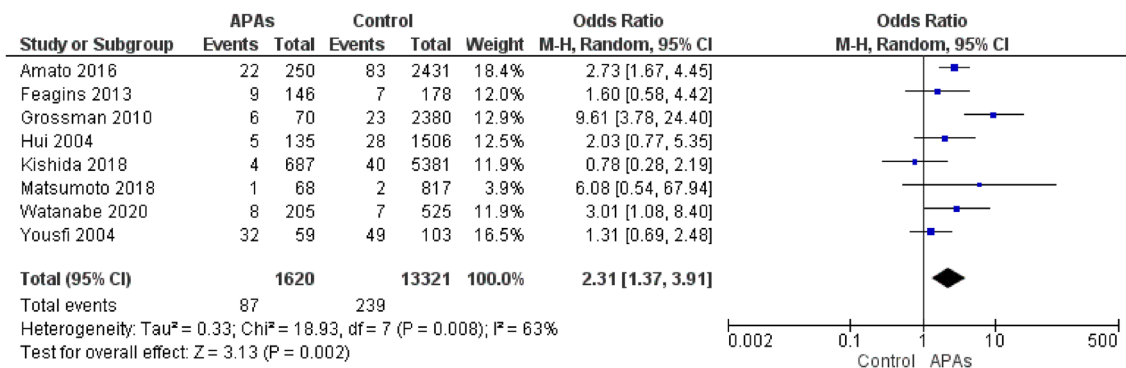 APAs Control Odds Ratio Odds Ratio
Study or Subgroup Events Total Events Total Weight M-H, Random, 95% CI M-H, Random, 95% CI
Amato 2016 22 250 83 2431 18.4% 2.73 [1.67, 4.45]
Feagins 2013 9 146 7 178 12.0% 1.60 [0.58, 4.42]
Grossman 2010 6 70 23 2380 12.9% 9.61 [3.78, 24.40]
Hui 2004 5 135 28 1506 12.5% 2.03 [0.77, 5.35]
Kishida 2018 4 687 40 5381 11.9% 0.78 [0.28, 2.19]
Matsumoto 2018 1 68 2 817 3.9% 6.08 [0.54, 67.94]
Watanabe 2020 8 205 7 525 11.9% 3.01 [1.08, 8.40]
Yousfi 2004 32 59 49 103 16.5% 1.31 [0.69, 2.48]
Total (95% CI) 1620 13321 100.0% 2.31 [1.37, 3.91]
Total events 87 239
Heterogeneity: Tau² = 0.33; Chi² = 18.93, df = 7 (P = 0.008); I² = 63%
Test for overall effect: Z = 3.13 (P = 0.002)
0.002 0.1 1 10 500
Control APAs